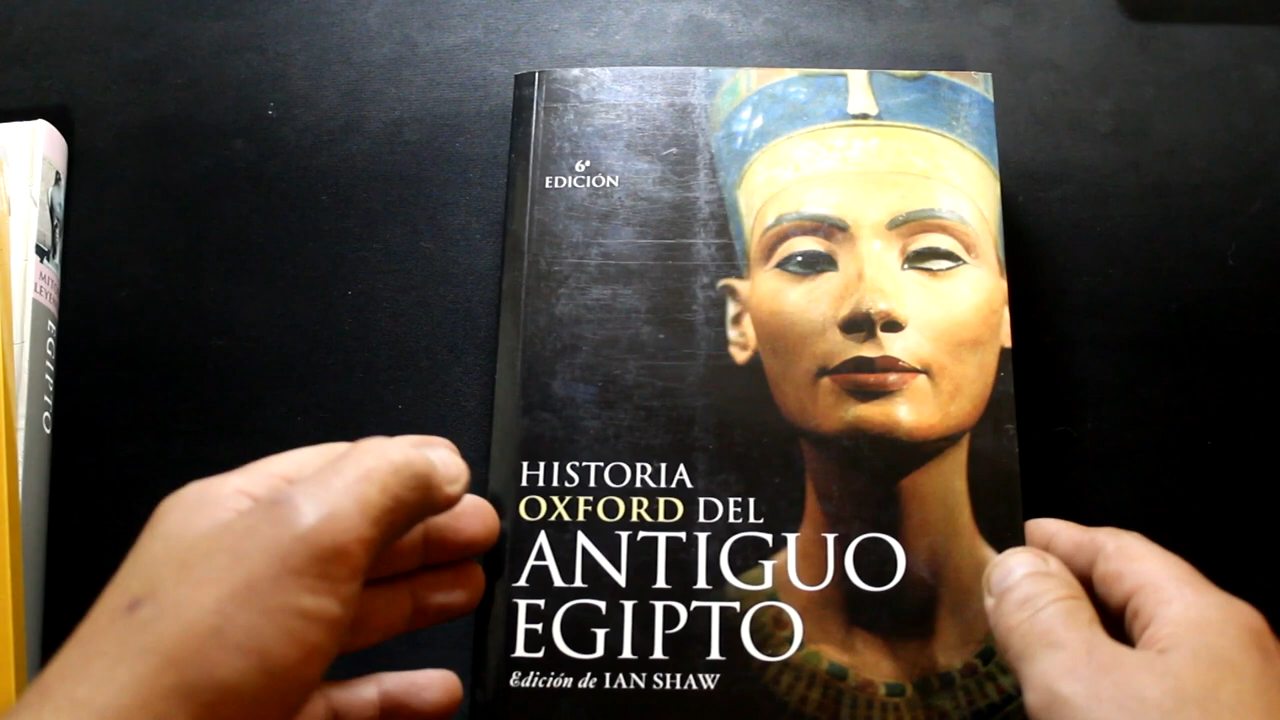 6ª
EDICIÓN
HISTORIA
OXFORD DEL
ANTIGUO
EGIPTO
Edición de IAN SHAW
EGIPTO